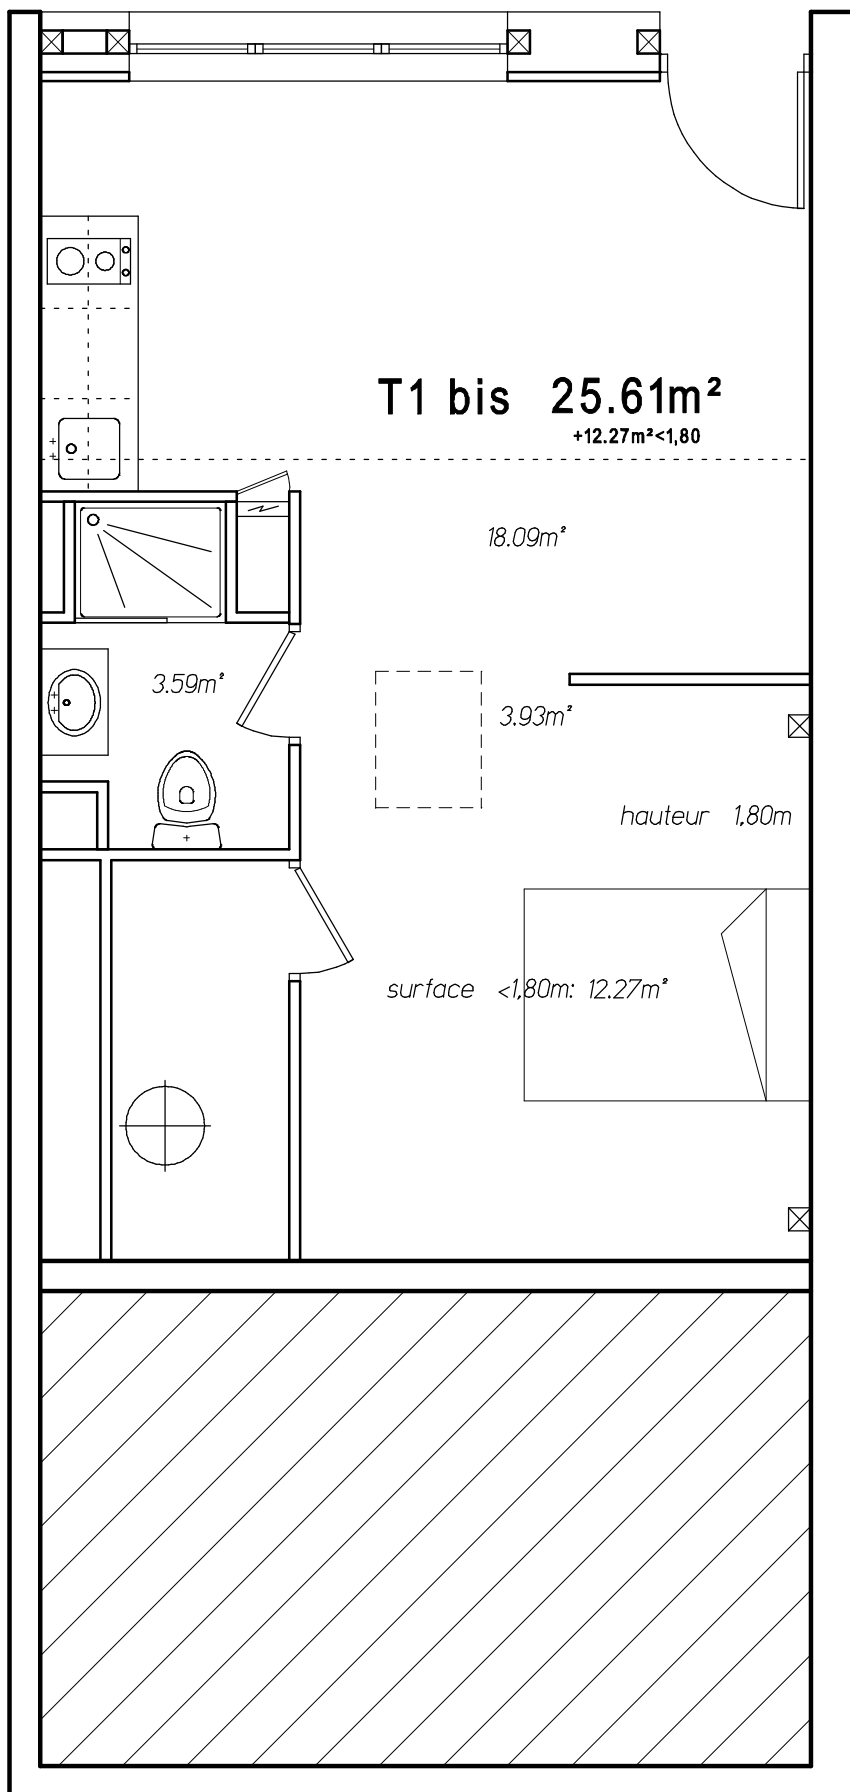 T1 bis 25.61m²
+12.27m²<1,80
18.09m²
3.59m²
3.93m²
hauteur 1,80m
surface <1,80m: 12.27m²